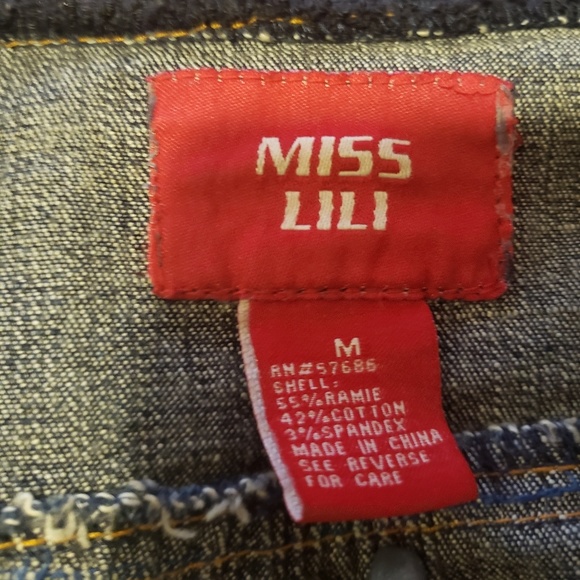 MISS
LILI
M
RN#57686
SHELL:
55%RAMIE
42%COTTON
3%SPANDEX
MADE IN CHINA
SEE REVERSE
FOR CARE